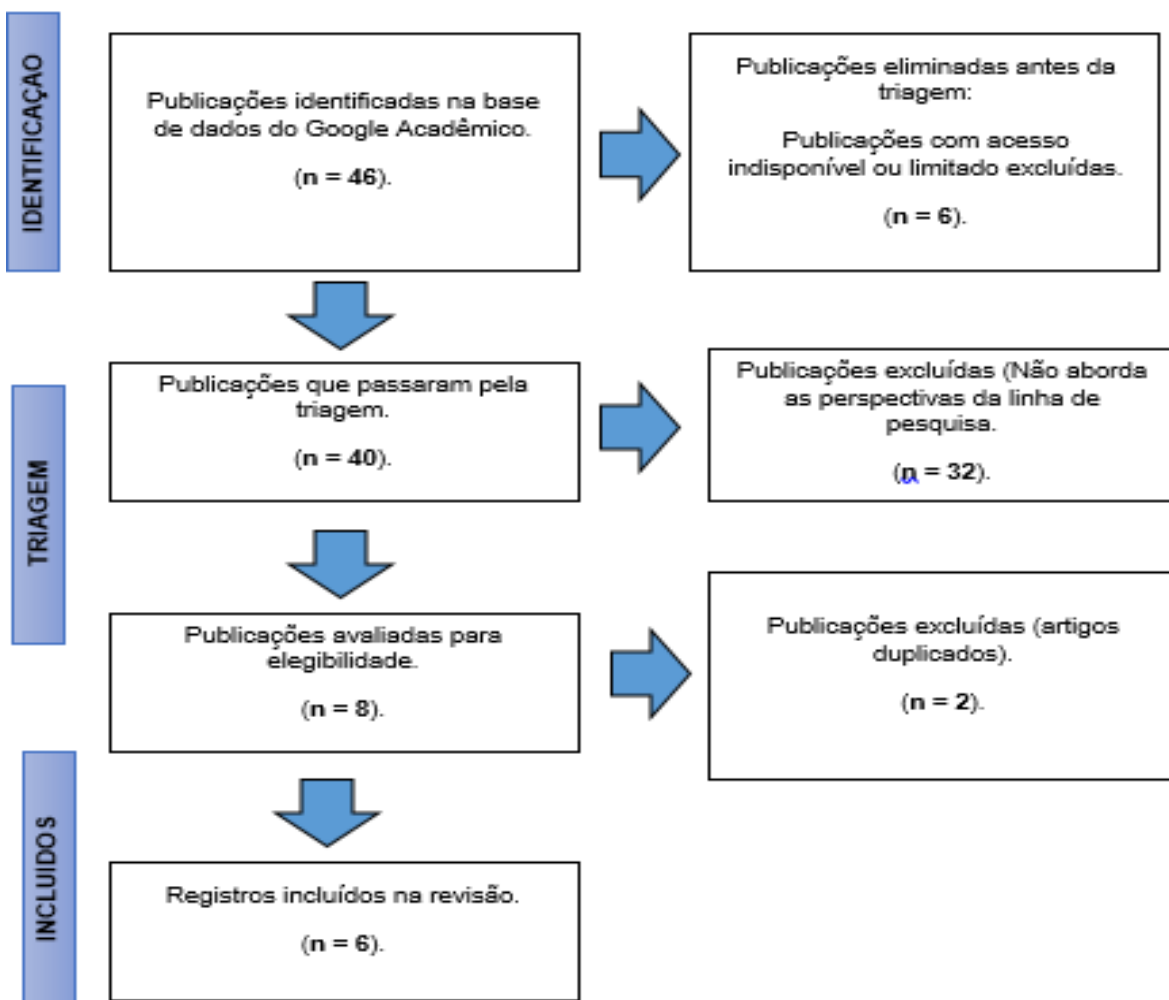 IDENTIFICAÇAO
Publicações identificadas na base
de dados do Google Acadêmico.
(n = 46).
Publicações eliminadas antes da
triagem:
Publicações com acesso
indisponível ou limitado excluídas.
(n = 6).
TRIAGEM
Publicações que passaram pela
triagem.
(n = 40).
Publicações excluídas (Não aborda
as perspectivas da linha de
pesquisa.
(n = 32).
Publicações avaliadas para
elegibilidade.
(n = 8).
Publicações excluídas (artigos
duplicados).
(n = 2).
INCLUIDOS
Registros incluídos na revisão.
(n = 6).